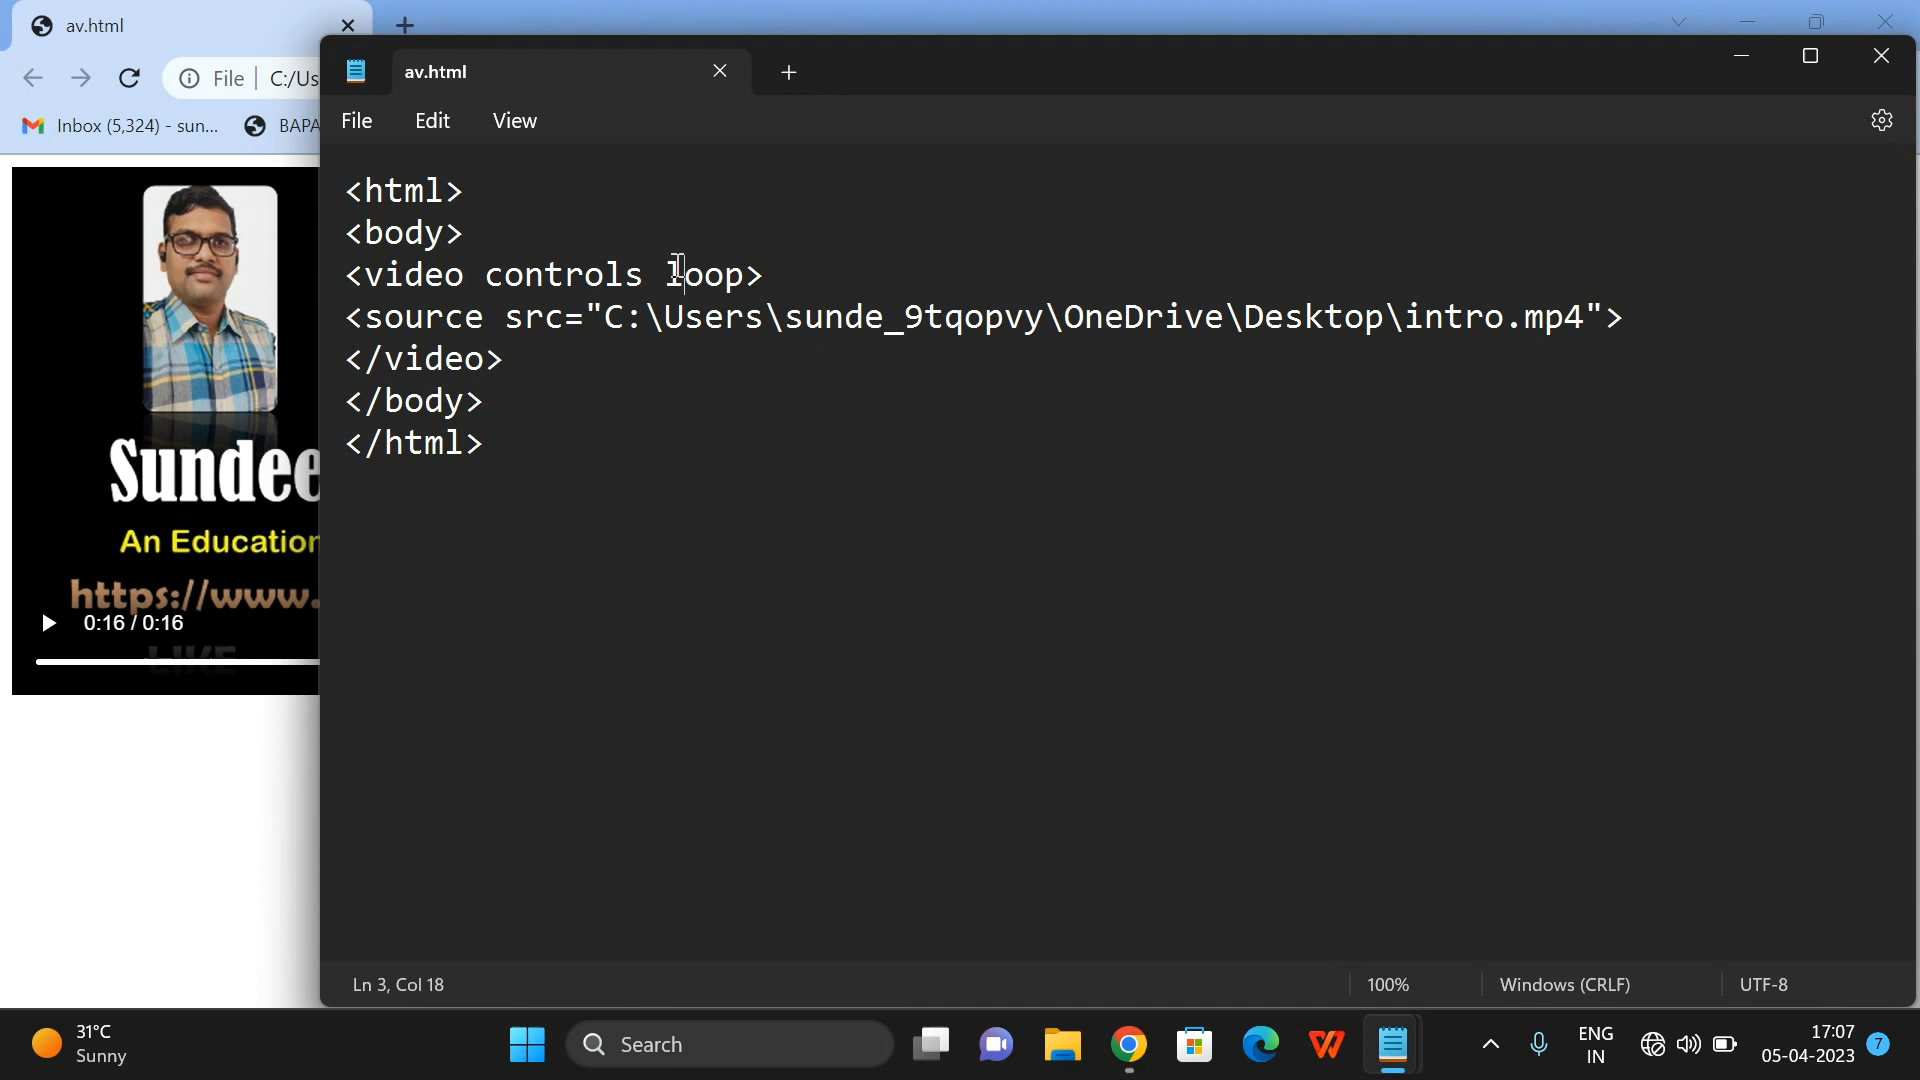 av.html
File C:/Us
Inbox (5,324) - sun... BAPA
Sundee
An Education
https://www.
0:16 / 0:16
LIKE
av.html
File Edit View
<html>
<body>
<video controls loop>
<source src="C:\Users\sunde_9tqopvy\OneDrive\Desktop\intro.mp4">
</video>
</body>
</html>
Ln 3, Col 18
100%
Windows (CRLF)
UTF-8
31°C
Sunny
Search
ENG
IN
17:07
05-04-2023
7